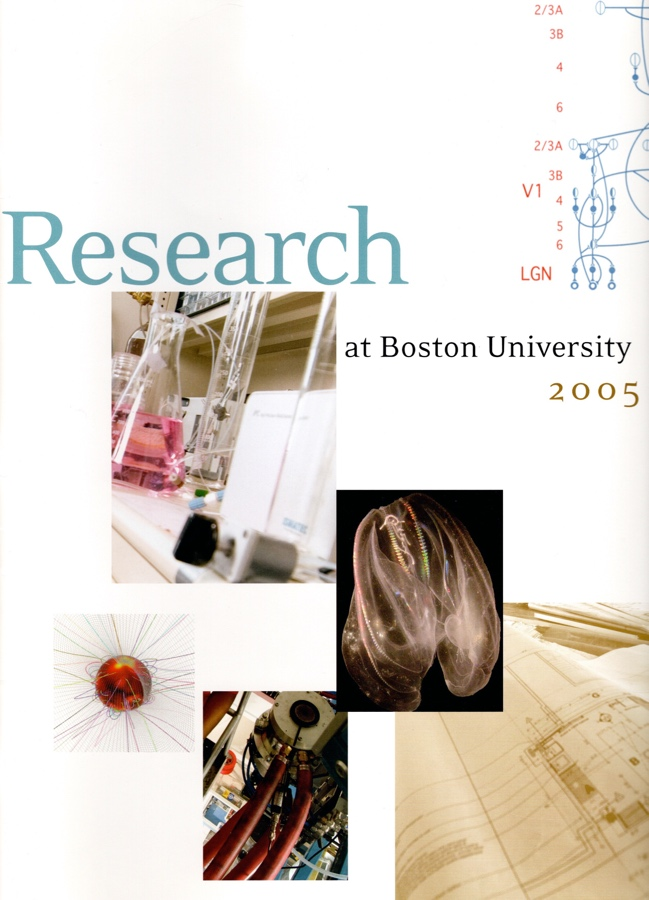 2/3A
3B
4
6
2/3A
3B
V1
4
5
6
LGN
Research
at Boston University
2005